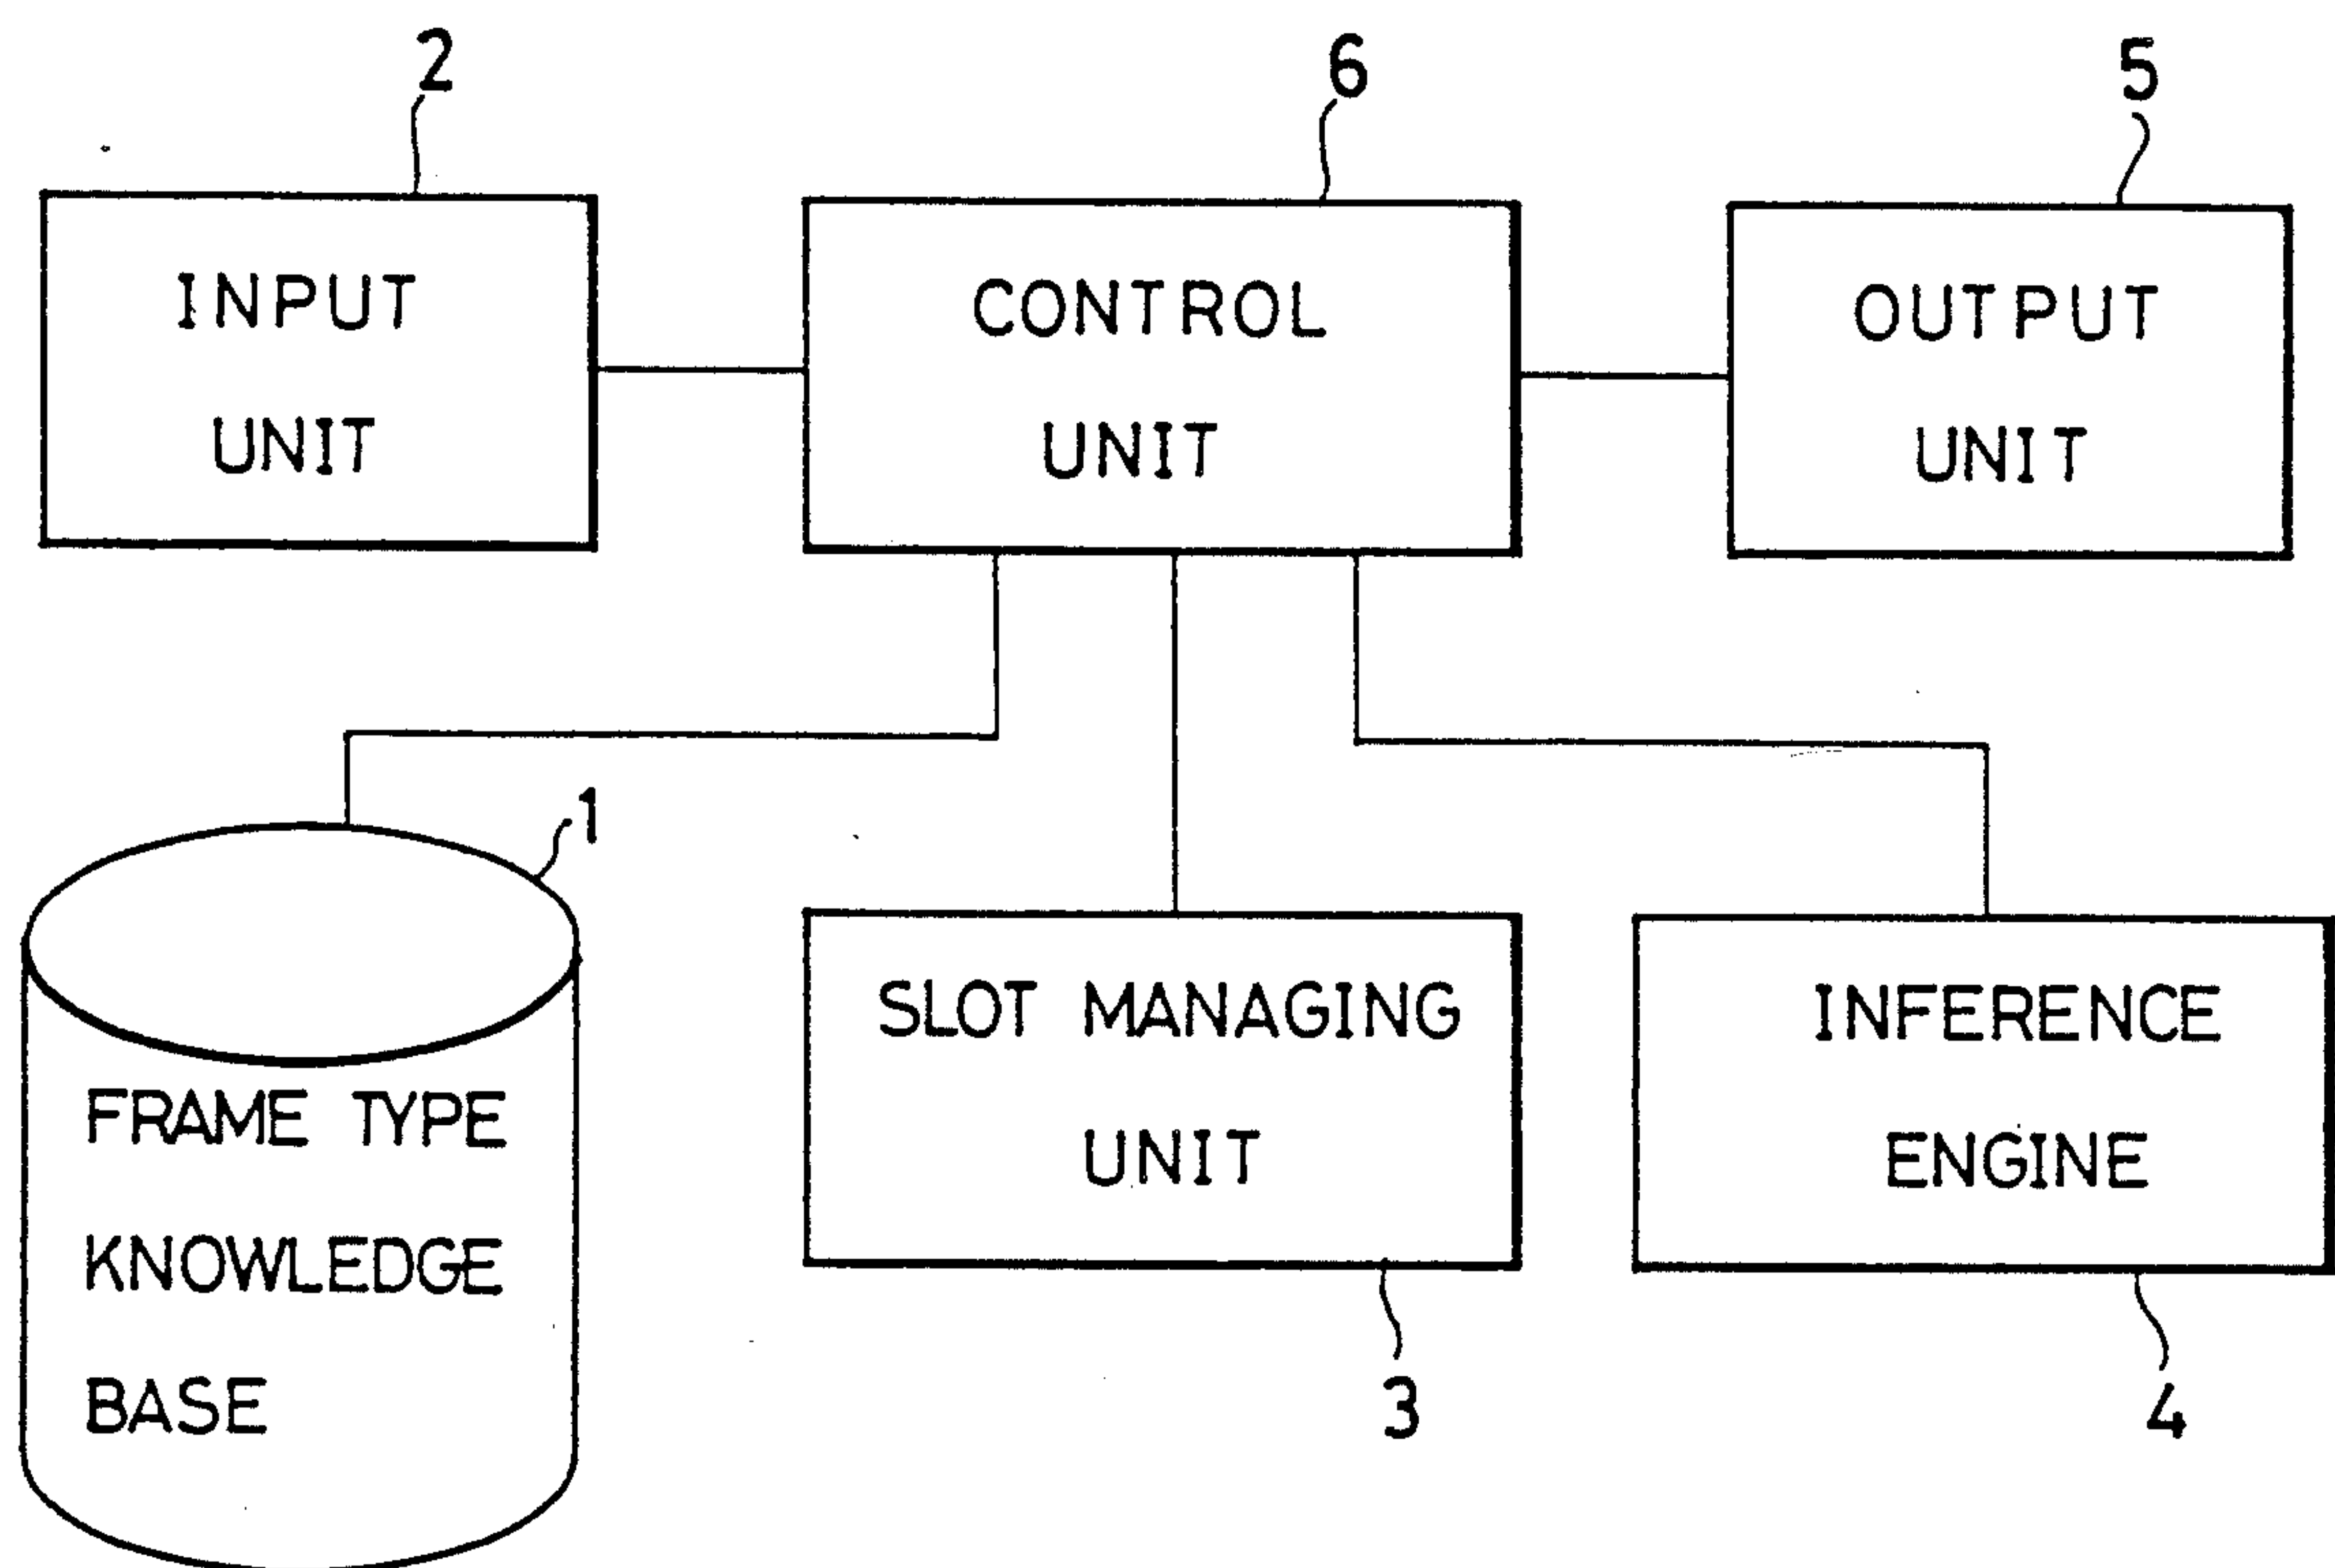 2
6
5
INPUT
UNIT
CONTROL
UNIT
OUTPUT
UNIT
1
FRAME TYPE
KNOWLEDGE
BASE
SLOT MANAGING
UNIT
INFERENCE
ENGINE
3
4